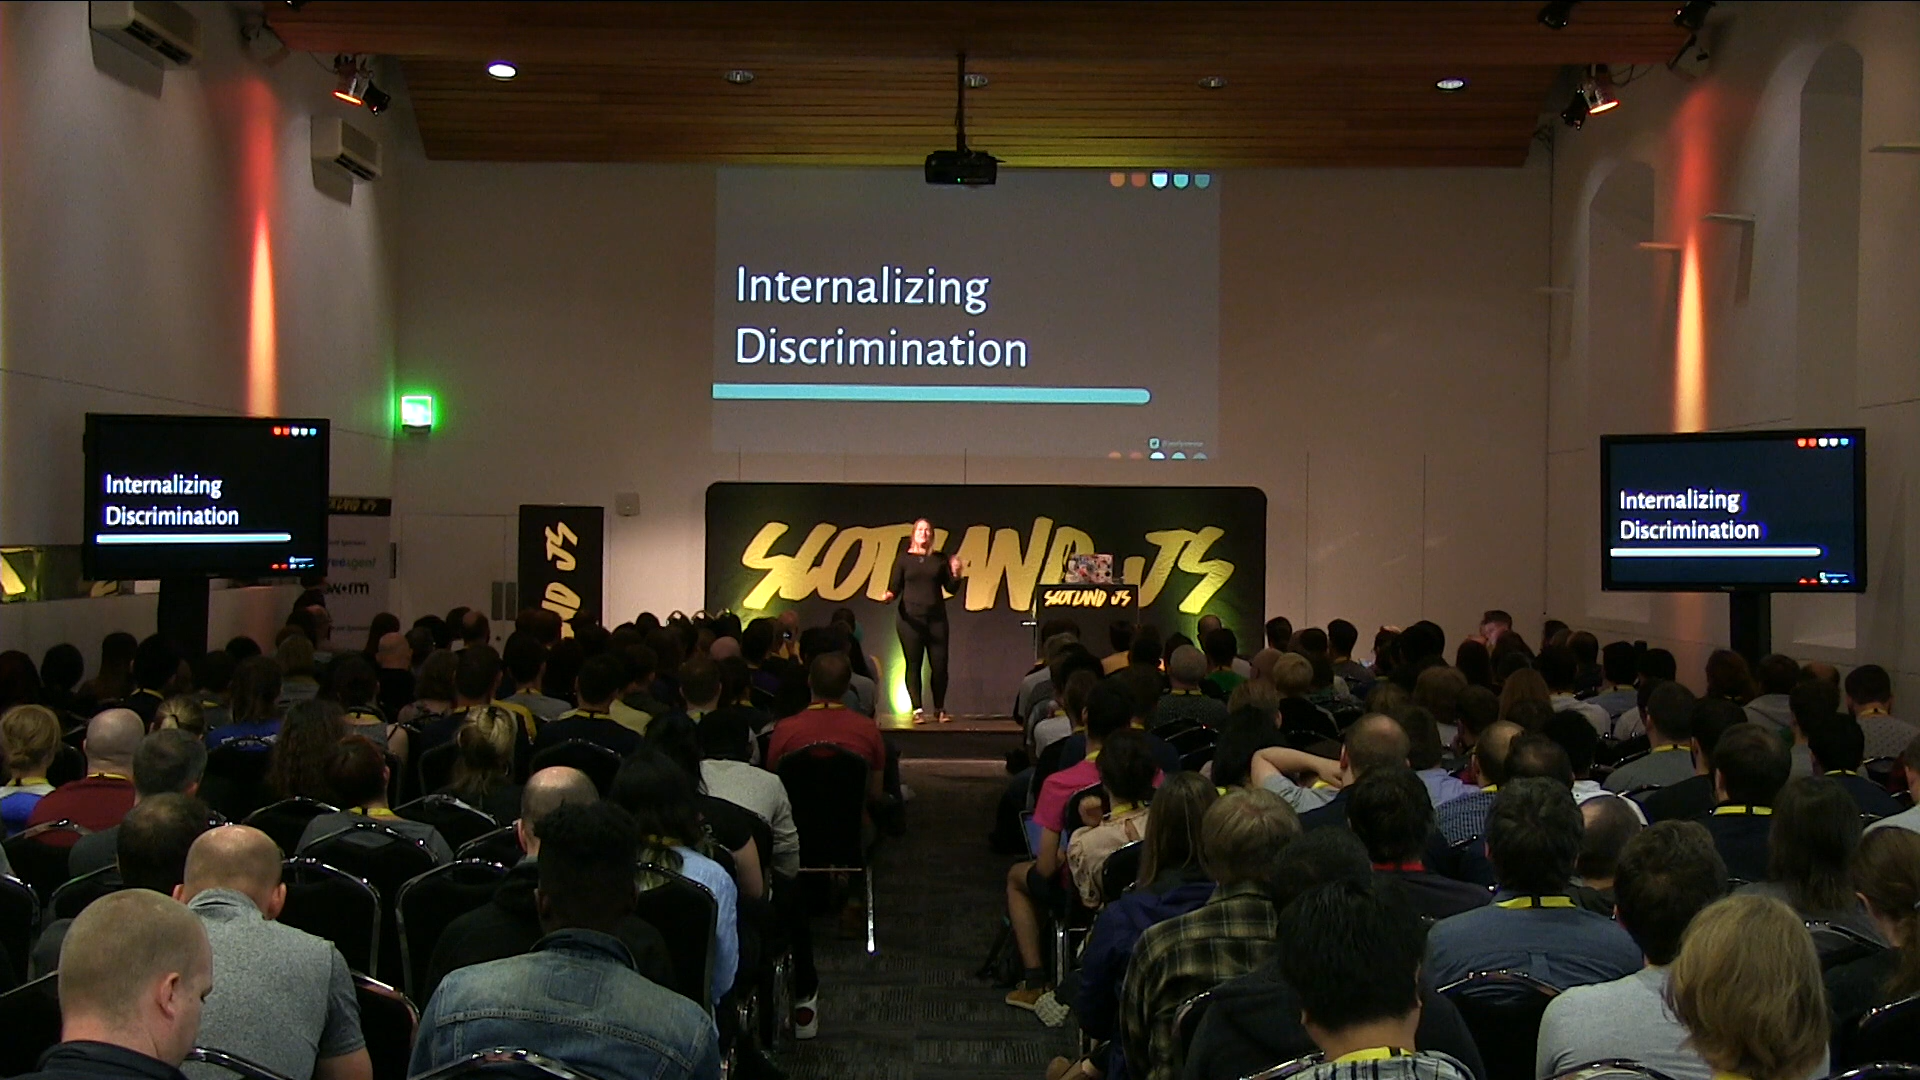 Internalizing
Discrimination
Internalizing
Discrimination
Internalizing
Discrimination
SCOTLAND JS
SCOTLAND JS